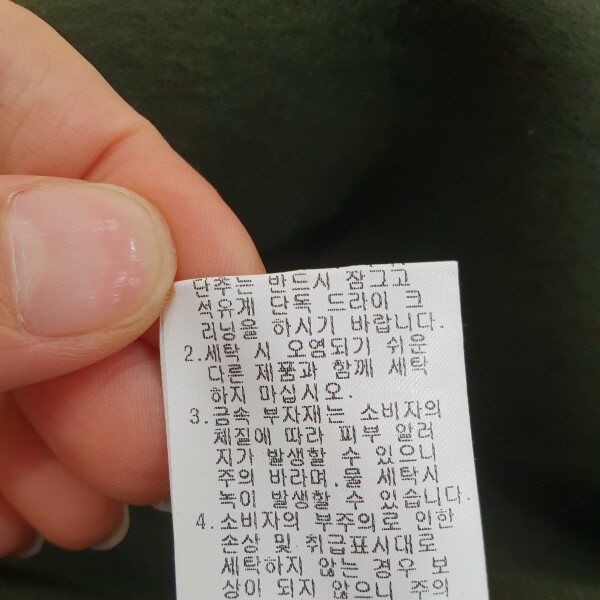 단추는 반드시 잠그고
석유계 단독 드라이 크
리닝을 하시기 바랍니다.
2.세탁 시 오염되기 쉬운
다른 제품과 함께 세탁
하지 마십시오.
3.금속 부자재는 소비자의
체질에 따라 피부 알러
지가 발생할 수 있으니
주의 바라며,물 세탁시
녹이 발생할 수 있습니다.
4.소비자의 부주의로 인한
손상 및 취급표시대로
세탁하지 않는 경우 보
상이 되지 않으니 주의